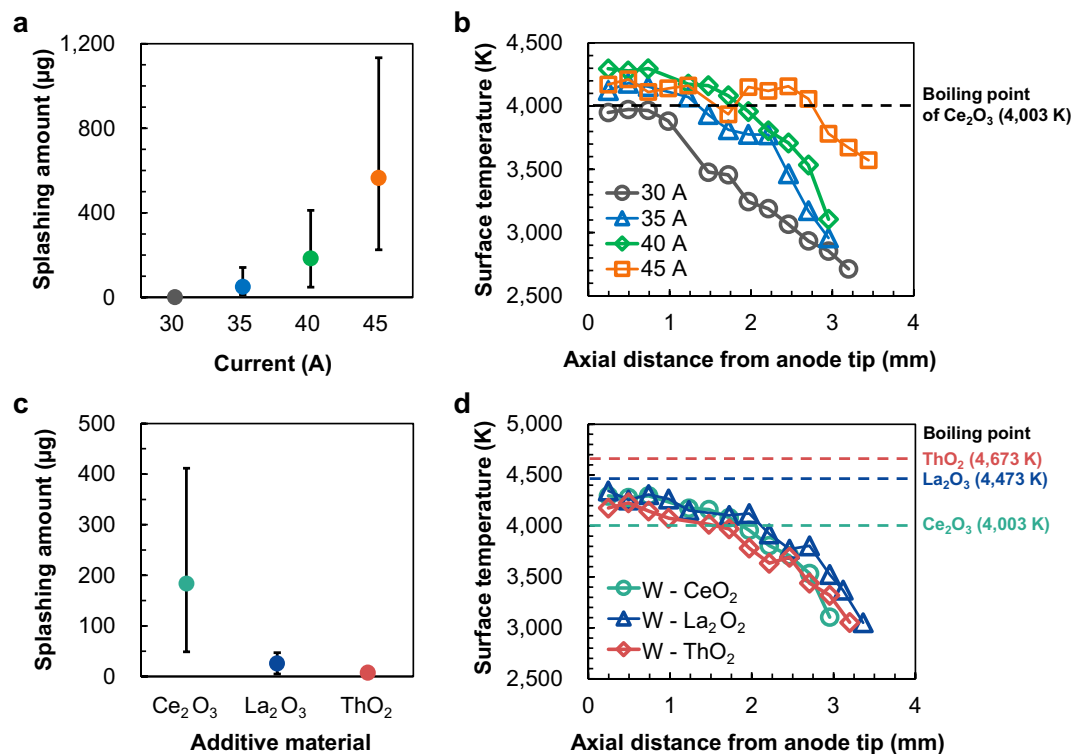 a
Splashing amount (µg)
1,200
800
400
0
30 35 40 45
Current (A)
b
Surface temperature (K)
4,500
4,000
3,500
3,000
2,500
0 1 2 3 4
Axial distance from anode tip (mm)
30 A
35 A
40 A
45 A
Boiling point
of Ce₂O₃ (4,003 K)
c
Splashing amount (µg)
500
400
300
200
100
0
Ce₂O₃ La₂O₃ ThO₂
Additive material
d
Surface temperature (K)
5,000
4,500
4,000
3,500
3,000
2,500
0 1 2 3 4
Axial distance from anode tip (mm)
W - CeO₂
W - La₂O₂
W - ThO₂
Boiling point
ThO₂ (4,673 K)
La₂O₃ (4,473 K)
Ce₂O₃ (4,003 K)